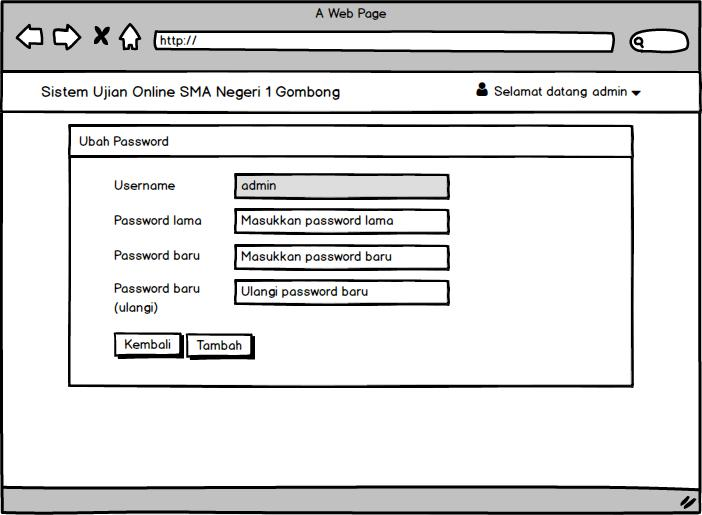 A Web Page
http://
Sistem Ujian Online SMA Negeri 1 Gombong
Selamat datang admin
Ubah Password
Username
admin
Password lama
Masukkan password lama
Password baru
Masukkan password baru
Password baru
(ulangi)
Ulangi password baru
Kembali
Tambah